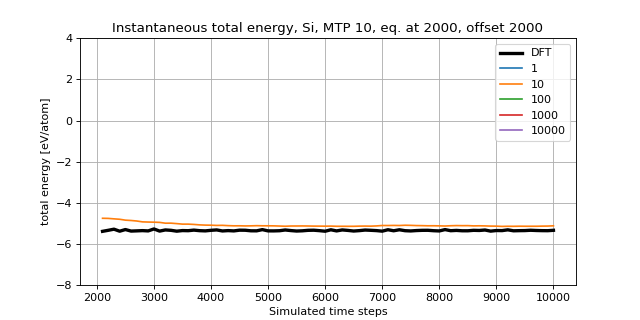 Instantaneous total energy, Si, MTP 10, eq. at 2000, offset 2000
4
2
0
−2
−4
−6
−8
total energy [eV/atom]
DFT
1
10
100
1000
10000
2000 3000 4000 5000 6000 7000 8000 9000 10000
Simulated time steps